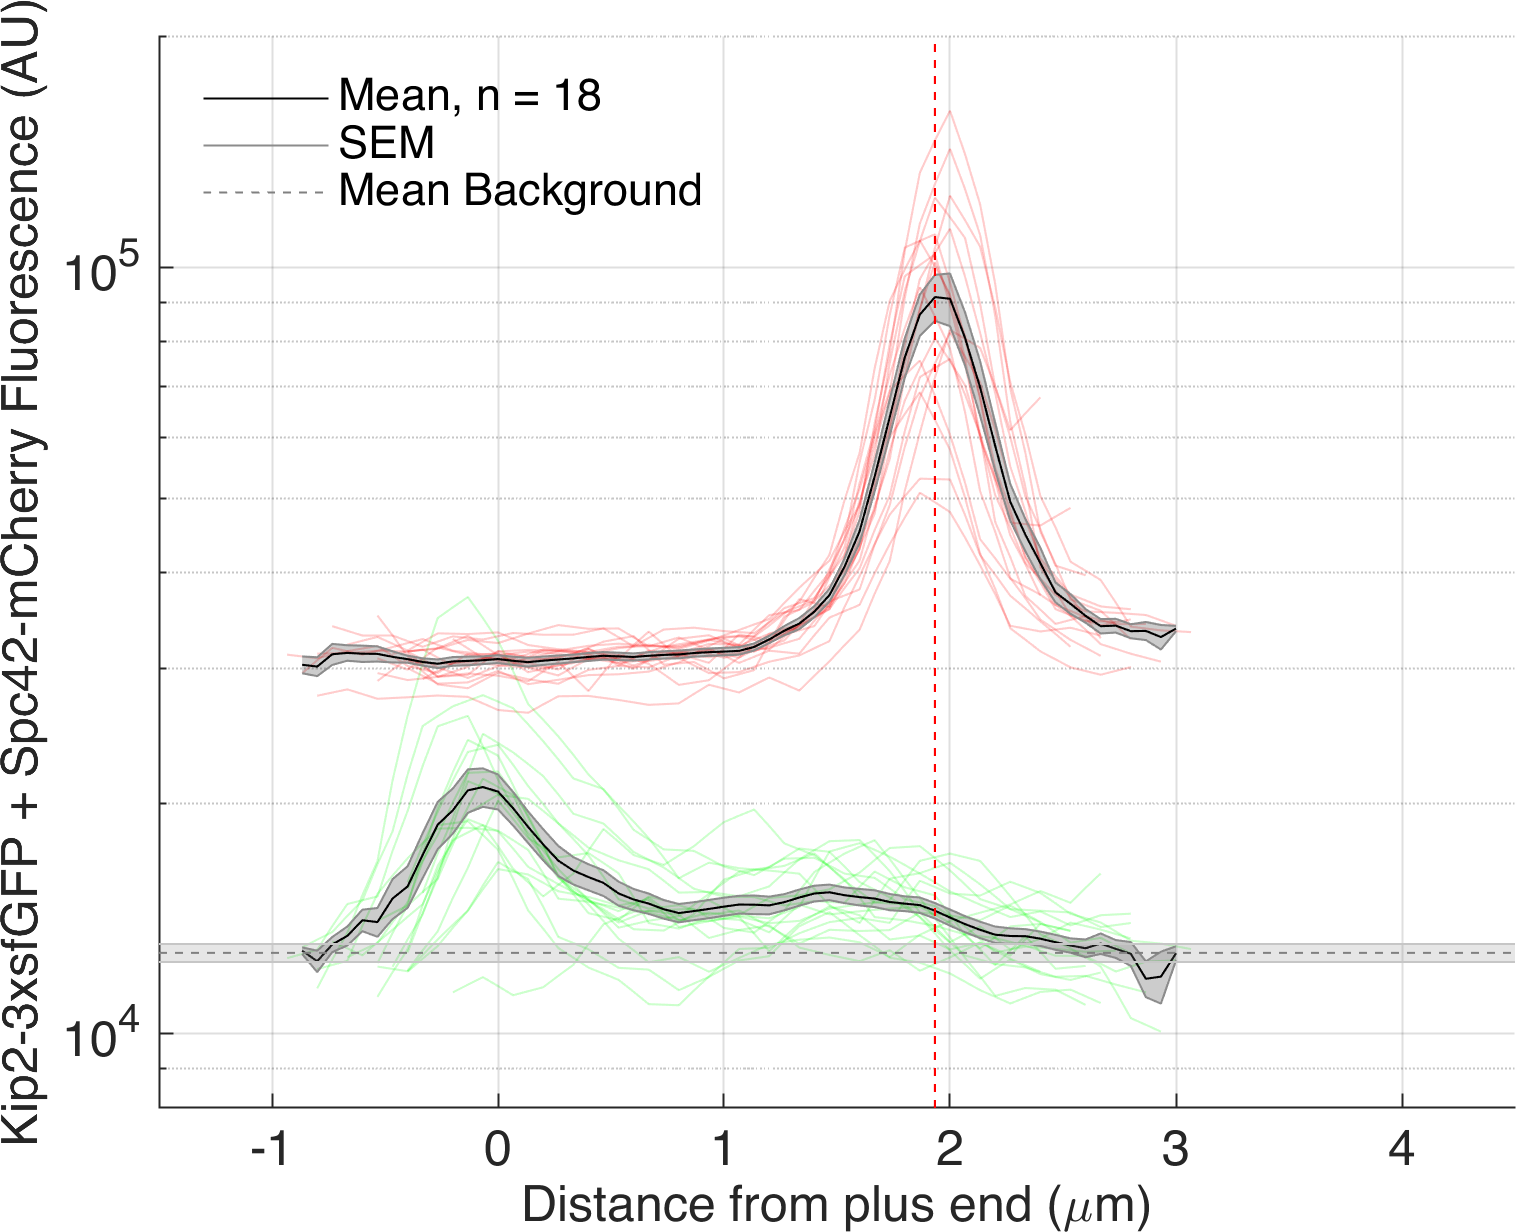 Kip2-3xsfGFP + Spc42-mCherry Fluorescence (AU)
Mean, n = 18
SEM
Mean Background
10^5
10^4
-1 0 1 2 3 4
Distance from plus end (μm)